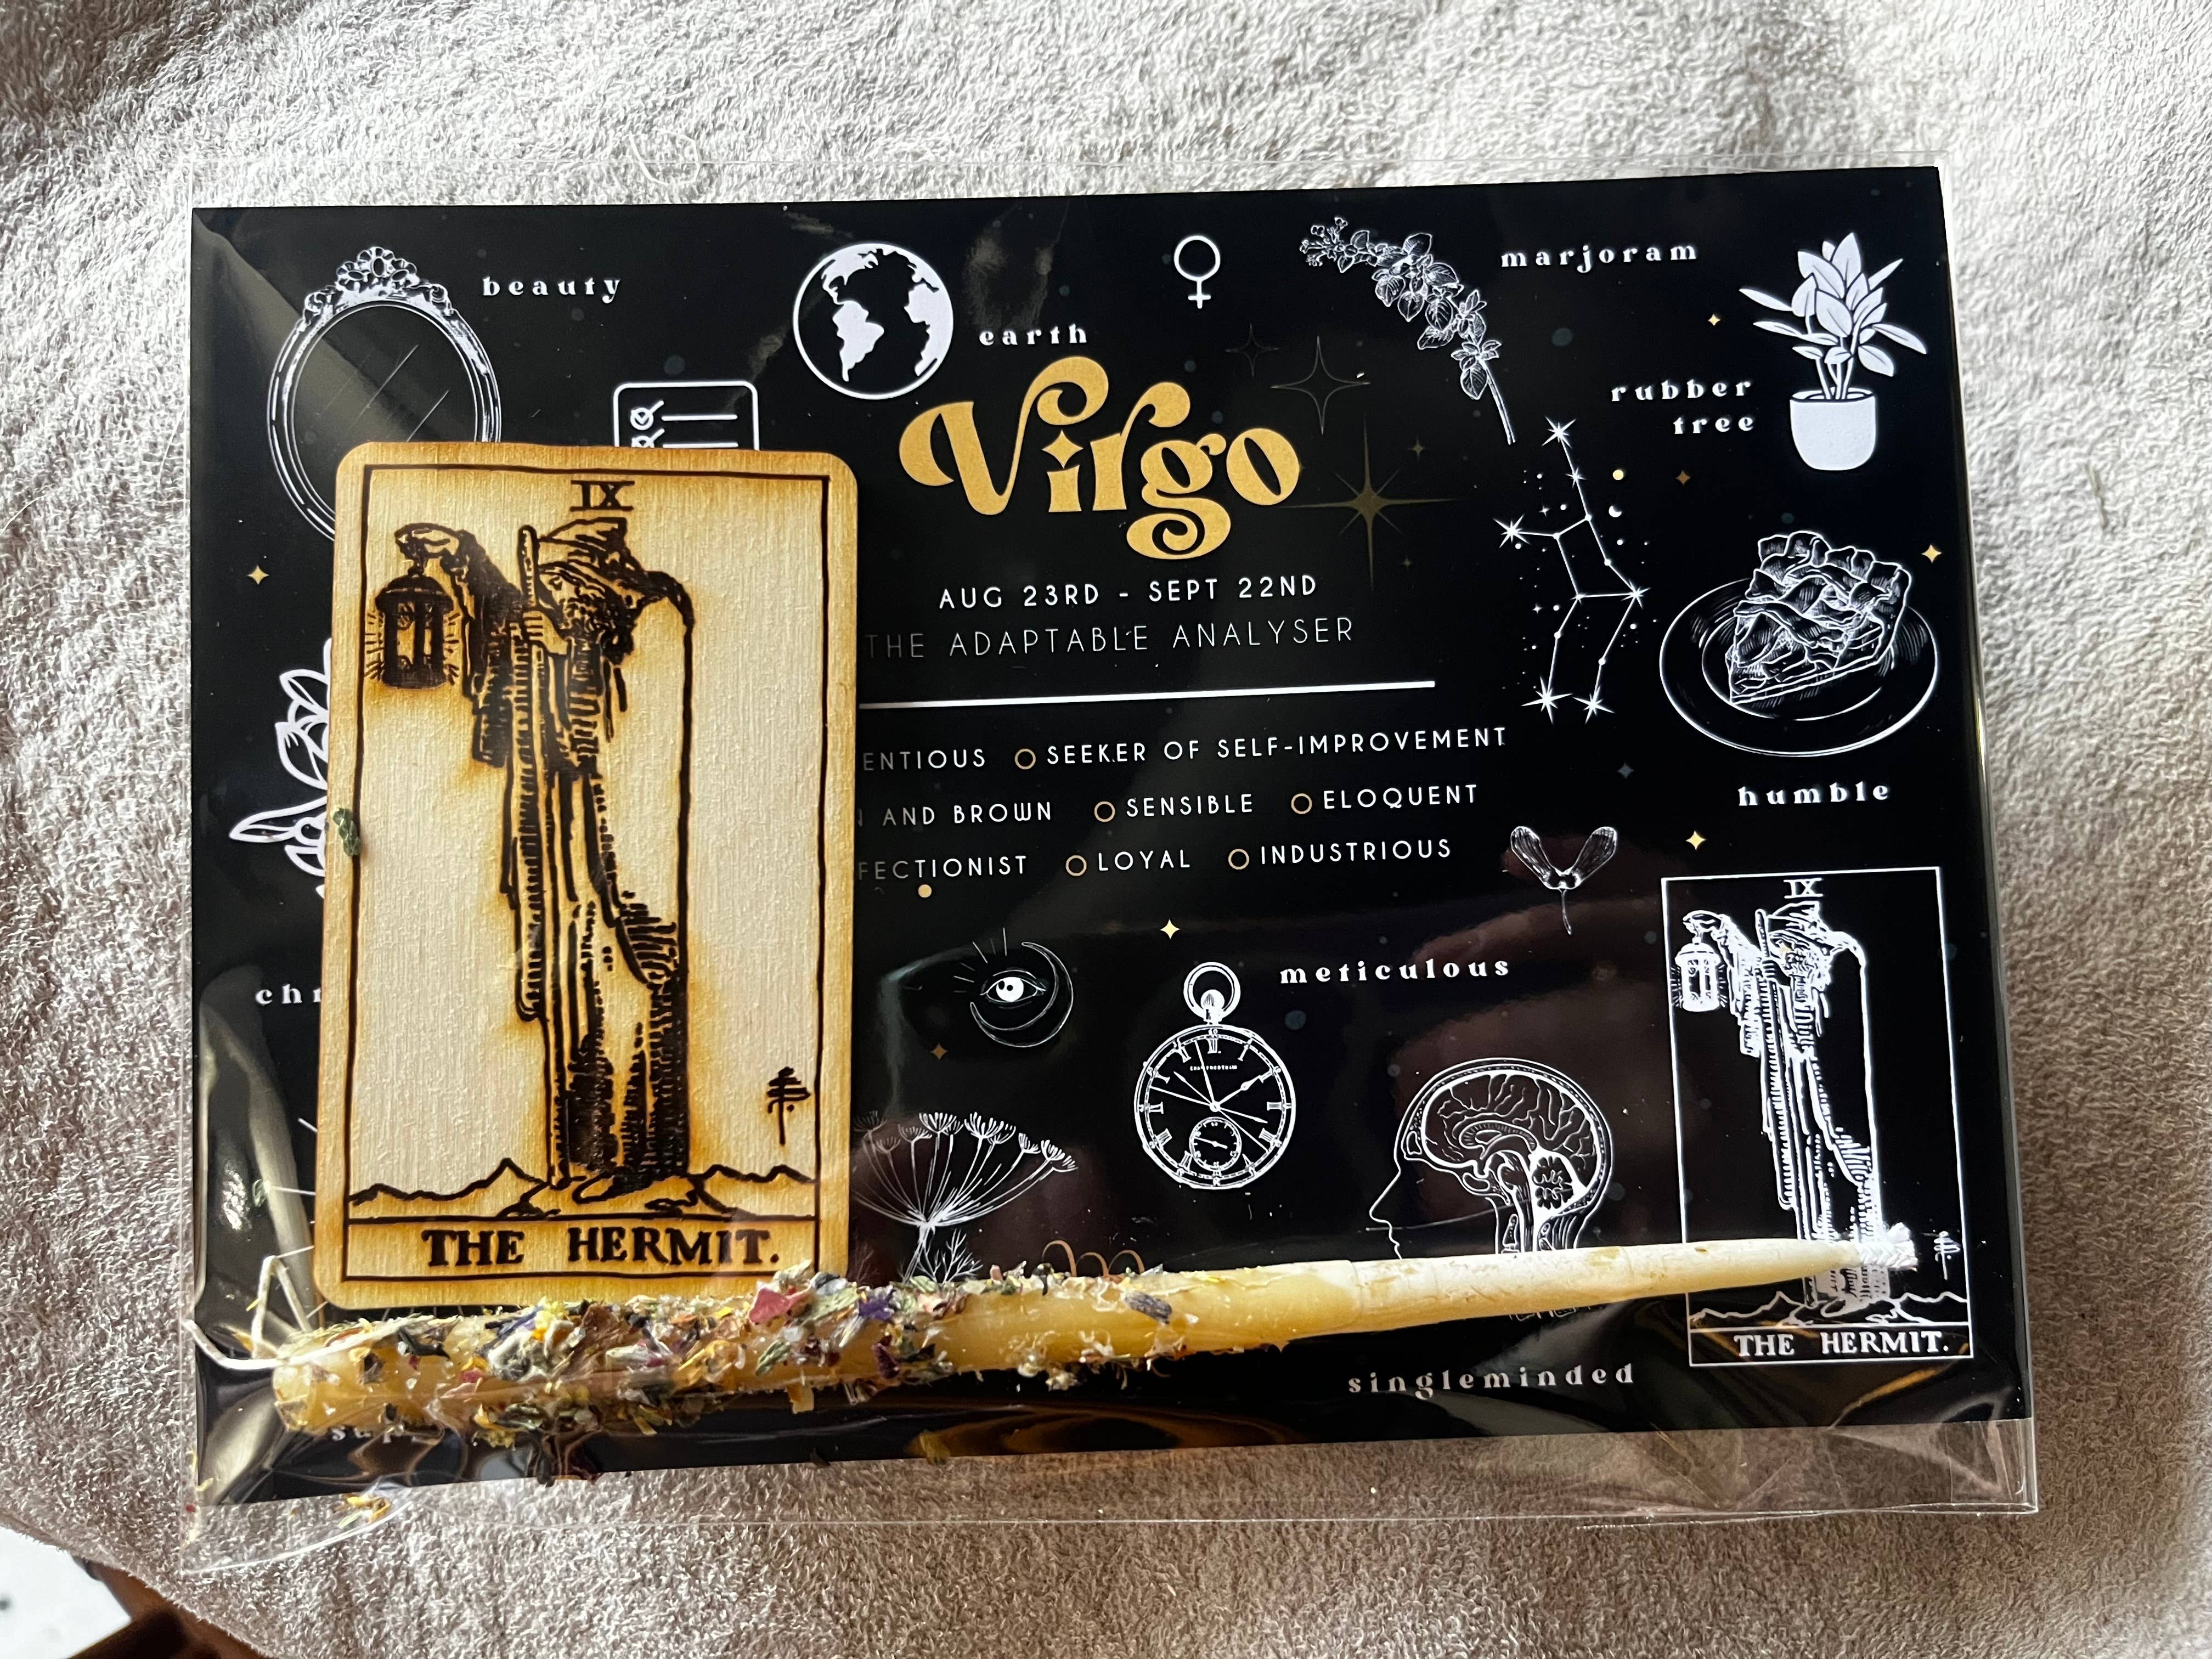 beauty
earth
marjoram
rubber
tree
Virgo
AUG 23RD - SEPT 22ND
THE ADAPTABLE ANALYSER
ENTIOUS SEEKER OF SELF-IMPROVEMENT
AND BROWN SENSIBLE ELOQUENT
FECTIONIST LOYAL INDUSTRIOUS
humble
meticulous
IX
THE HERMIT.
IX
THE HERMIT.
singleminded